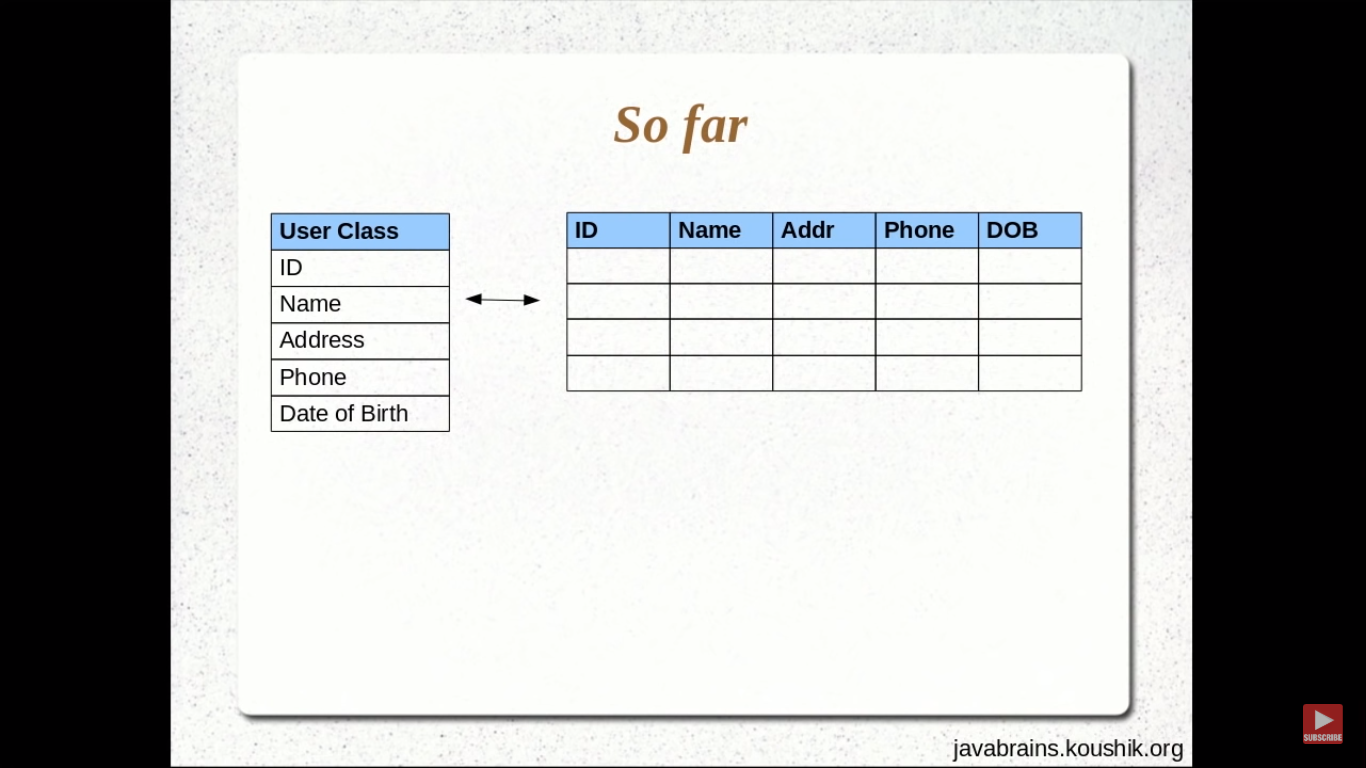 So far
User Class
ID
Name
Address
Phone
Date of Birth
ID Name Addr Phone DOB
javabrains.koushik.org
SUBSCRIBE